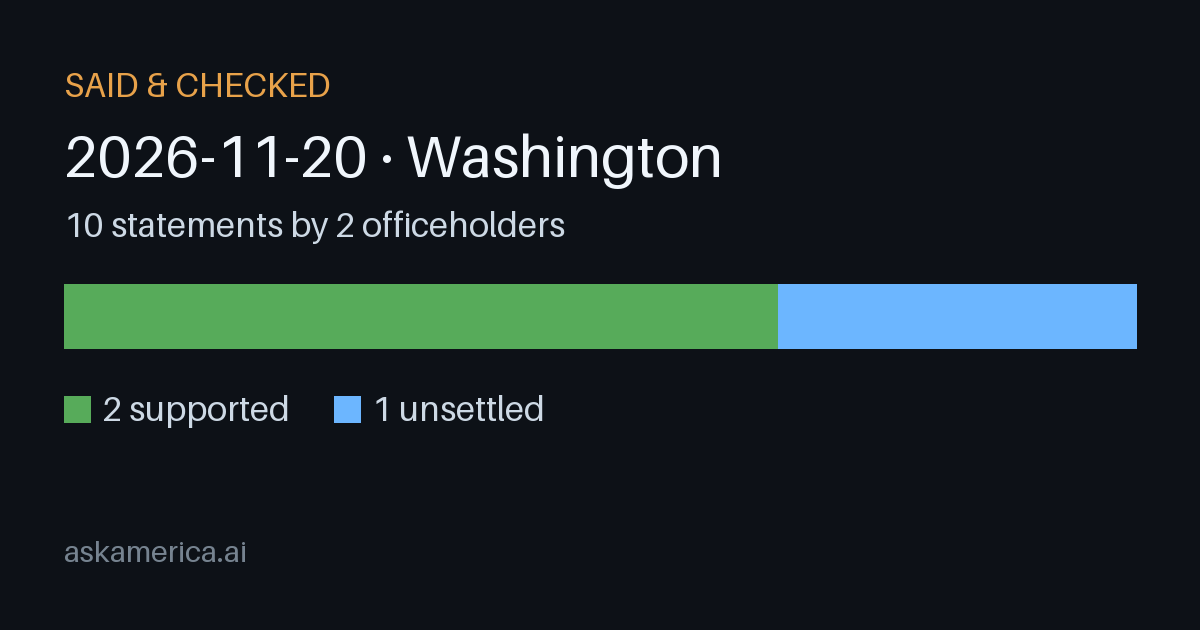 SAID & CHECKED
2026-11-20 · Washington
10 statements by 2 officeholders
2 supported
1 unsettled
askamerica.ai